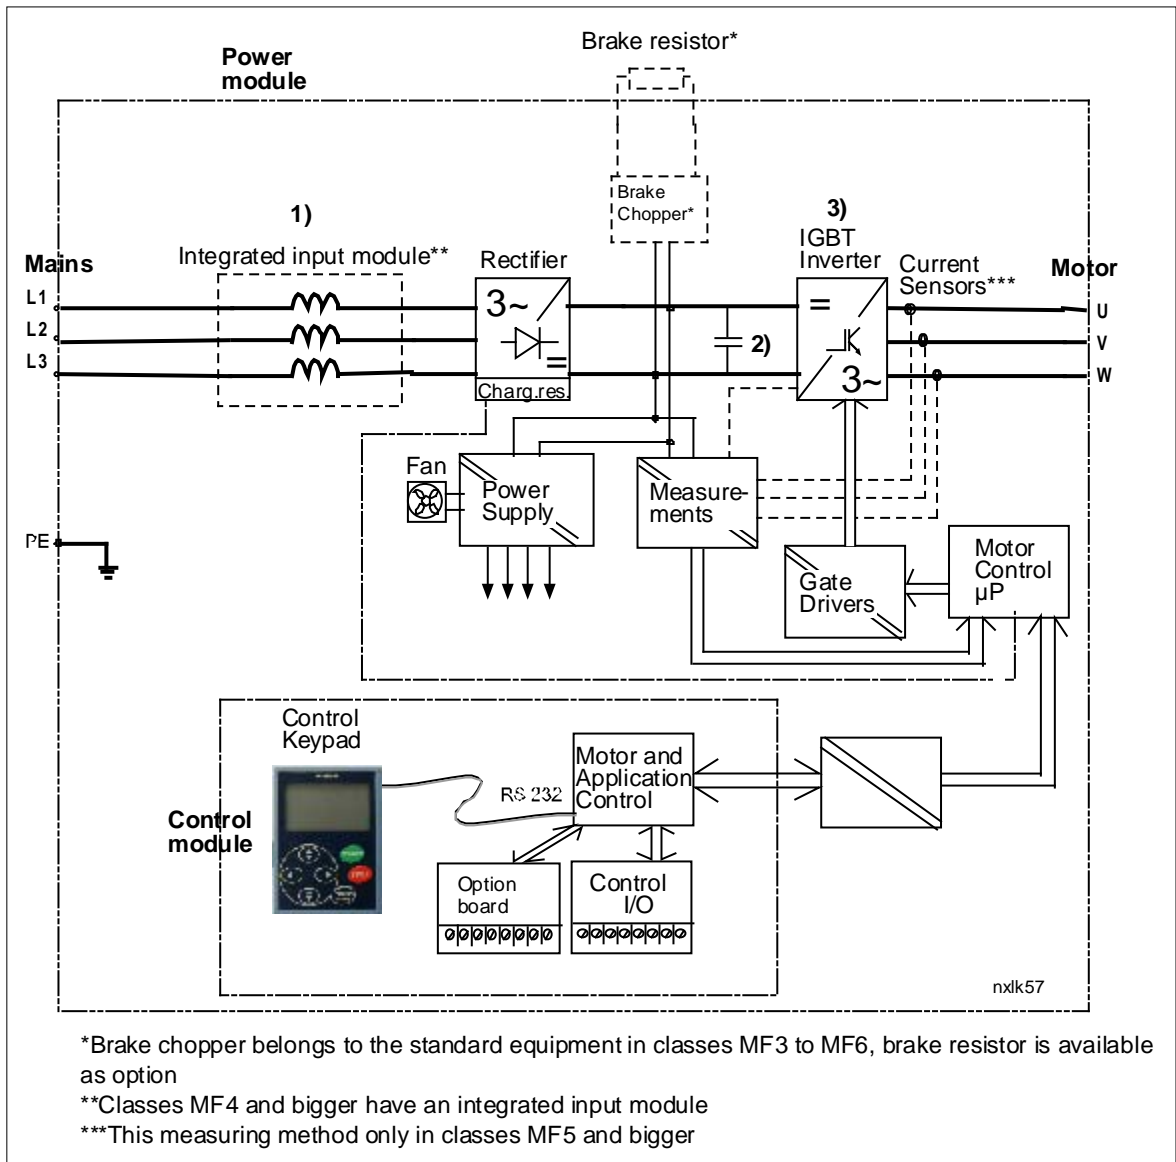 Brake resistor*
Power
module
Brake
Chopper*
1)
3)
Integrated input module**
Rectifier
IGBT
Inverter
Current
Sensors***
Mains
Motor
L1
L2
L3
3~
=
Charg.res.
2)
=
3~
U
V
W
Fan
Power
Supply
Measure-
ments
PE
Gate
Drivers
Motor
Control
µP
Control
Keypad
RS 232
Motor and
Application
Control
Control
module
Option
board
Control
I/O
nxlk57
*Brake chopper belongs to the standard equipment in classes MF3 to MF6, brake resistor is available
as option
**Classes MF4 and bigger have an integrated input module
***This measuring method only in classes MF5 and bigger